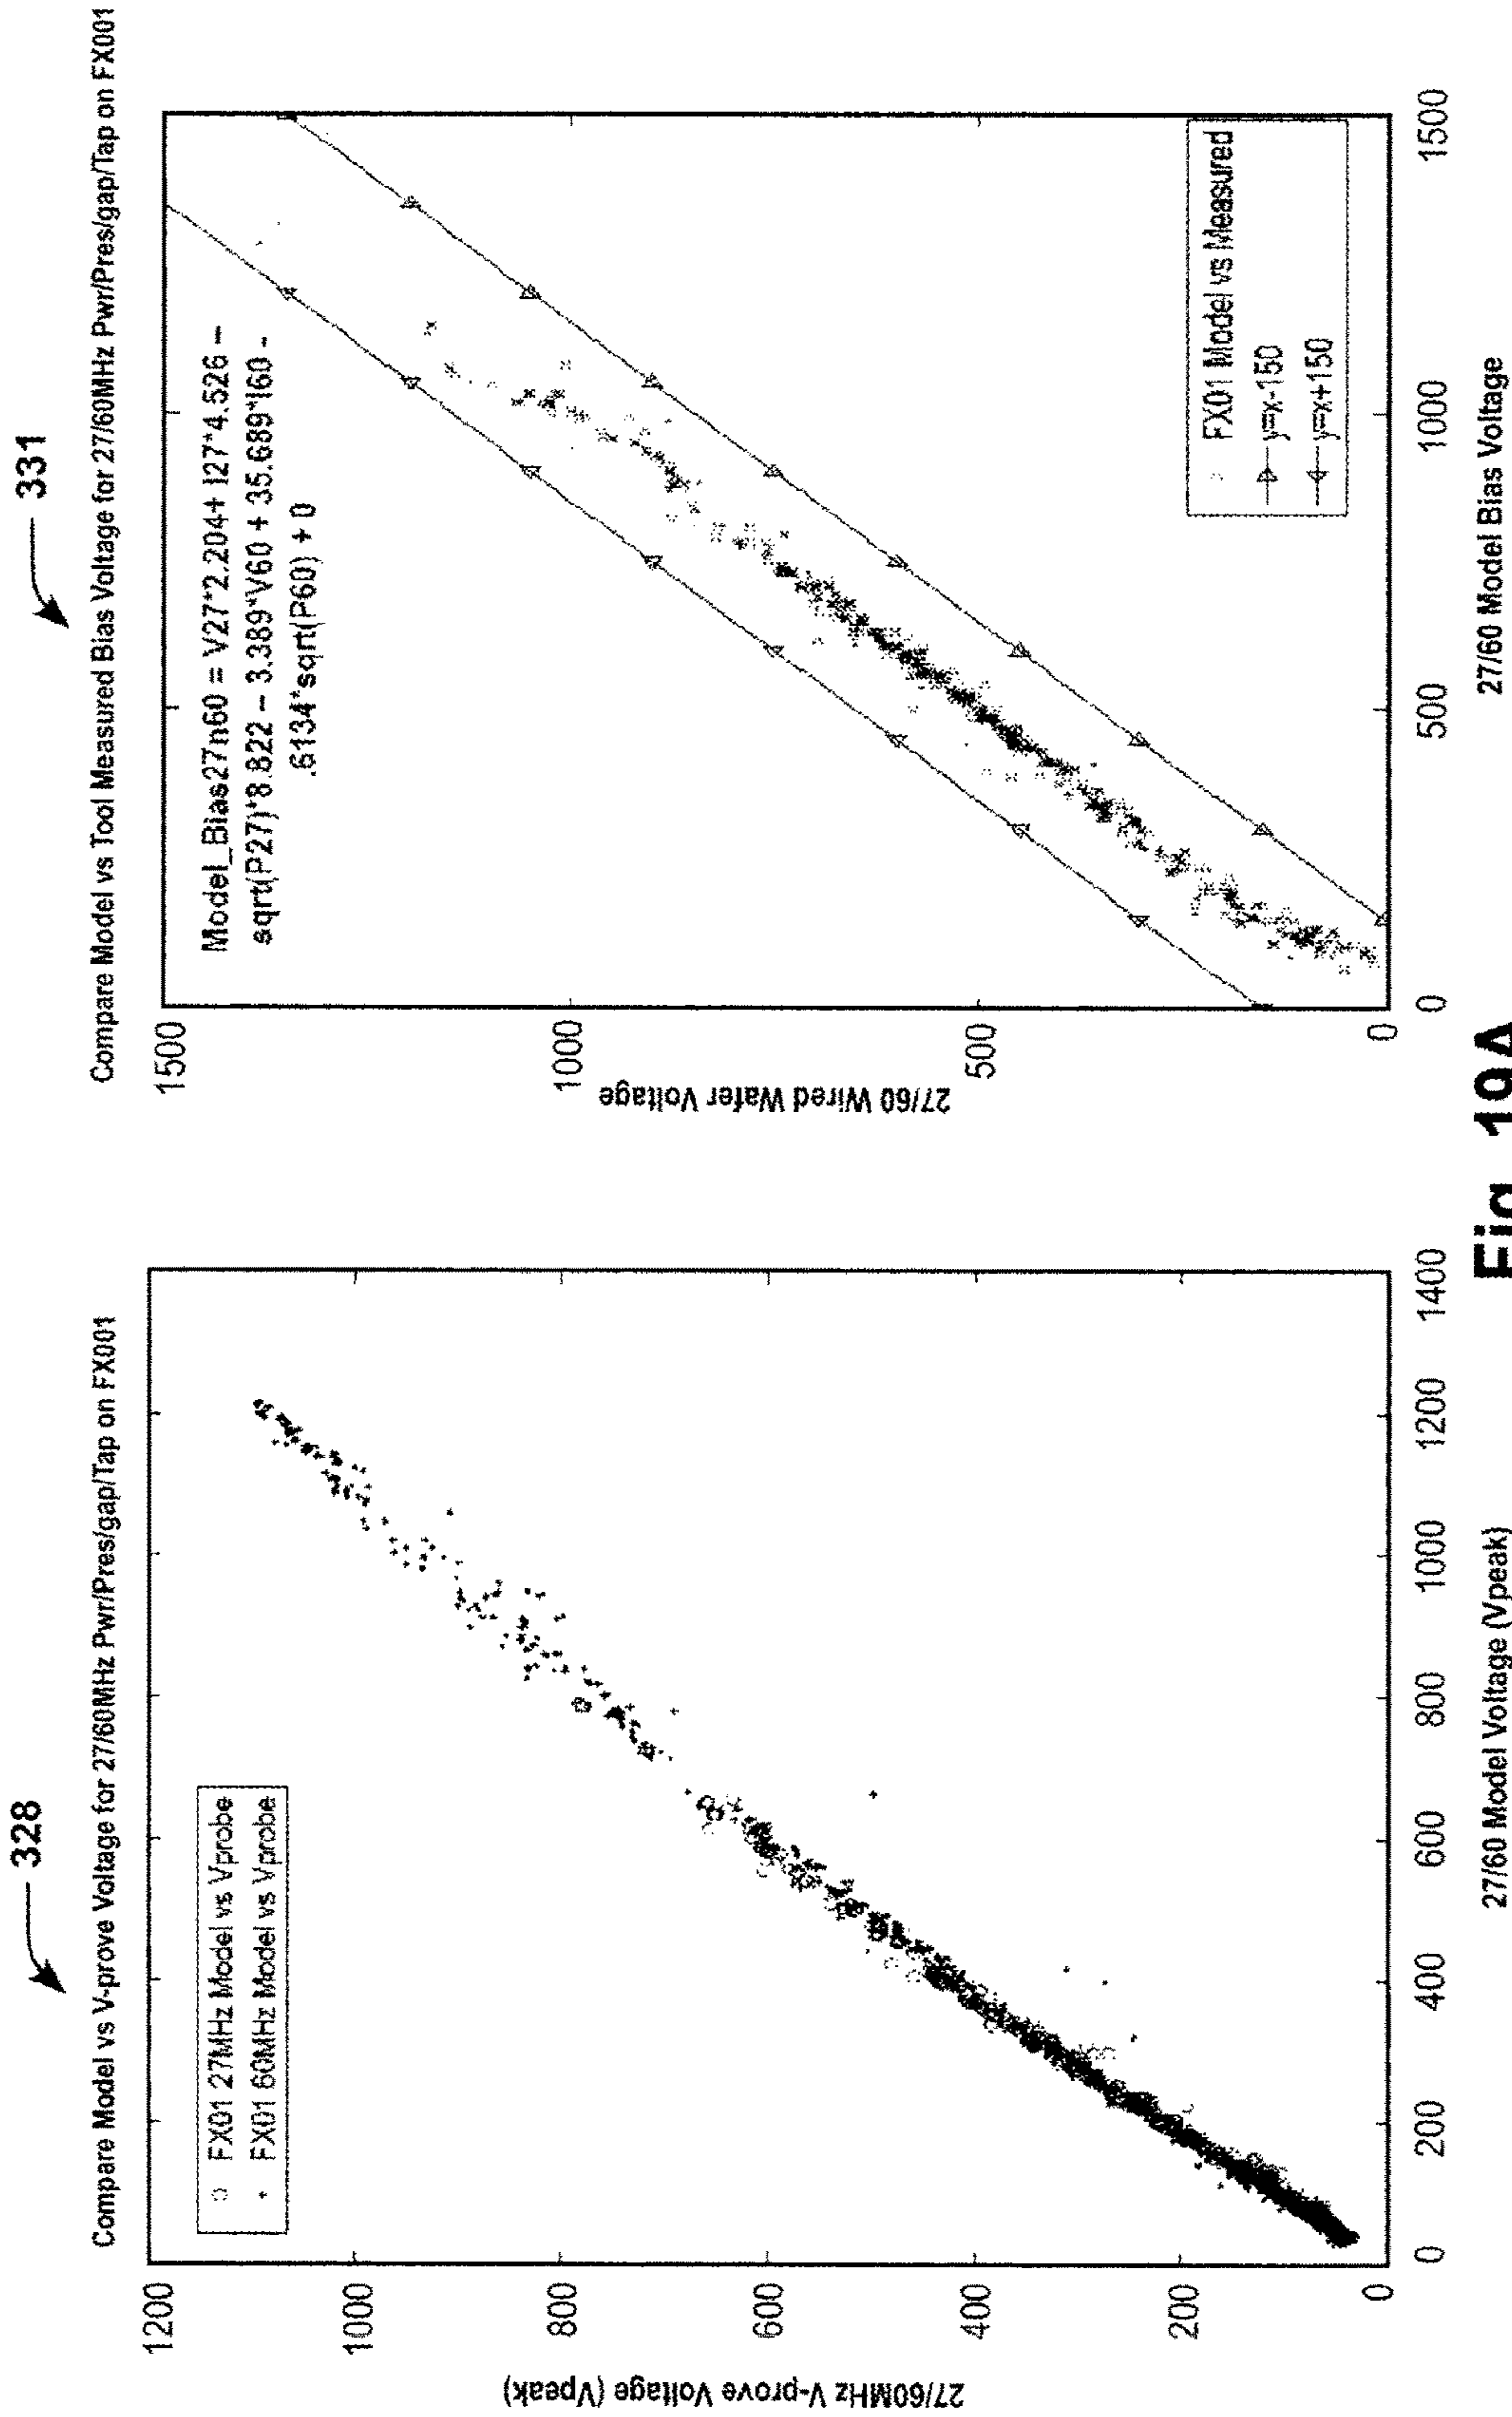 328
Compare Model vs V-prove Voltage for 27/60MHz Pwr/Pres/gap/Tap on FX001
27/60MHz V-prove Voltage (Vpeak)
1200
1000
800
600
400
200
0
FX01 27MHz Model vs Vprobe
FX01 60MHz Model vs Vprobe
0 200 400 600 800 1000 1200 1400
27/60 Model Voltage (Vpeak)
331
Compare Model vs Tool Measured Bias Voltage for 27/60MHz Pwr/Pres/gap/Tap on FX001
27/60 Wired Wafer Voltage
1500
1000
500
0
Model_Bias27n60 = V27*2.204+ I27*4.526 –
sqrt(P27)*8.822 – 3.389*V60 + 35.689*I60 -
.6134*sqrt(P60) + 0
FX01 Model vs Measured
y=x-150
y=x+150
0 500 1000 1500
27/60 Model Bias Voltage
Fig. 19A